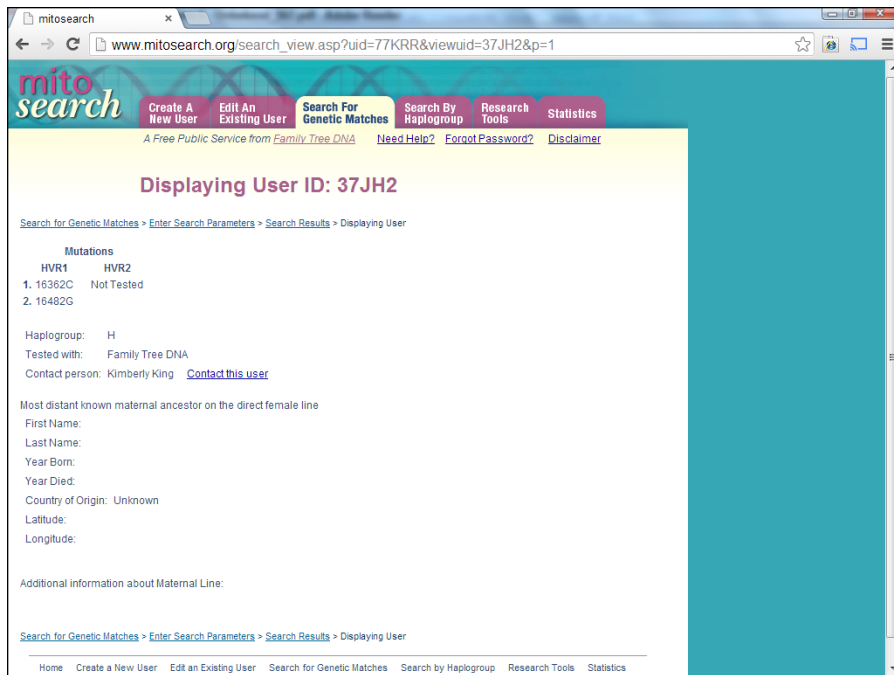 mitosearch
www.mitosearch.org/search_view.asp?uid=77KRR&viewuid=37JH2&p=1
mito
search
Create A New User Edit An Existing User Search For Genetic Matches Search By Haplogroup Research Tools Statistics
A Free Public Service from Family Tree DNA Need Help? Forgot Password? Disclaimer
Displaying User ID: 37JH2
Search for Genetic Matches > Enter Search Parameters > Search Results > Displaying User
Mutations
HVR1 HVR2
1. 16362C Not Tested
2. 16482G
Haplogroup: H
Tested with: Family Tree DNA
Contact person: Kimberly King Contact this user
Most distant known maternal ancestor on the direct female line
First Name:
Last Name:
Year Born:
Year Died:
Country of Origin: Unknown
Latitude:
Longitude:
Additional information about Maternal Line:
Search for Genetic Matches > Enter Search Parameters > Search Results > Displaying User
Home Create a New User Edit an Existing User Search for Genetic Matches Search by Haplogroup Research Tools Statistics